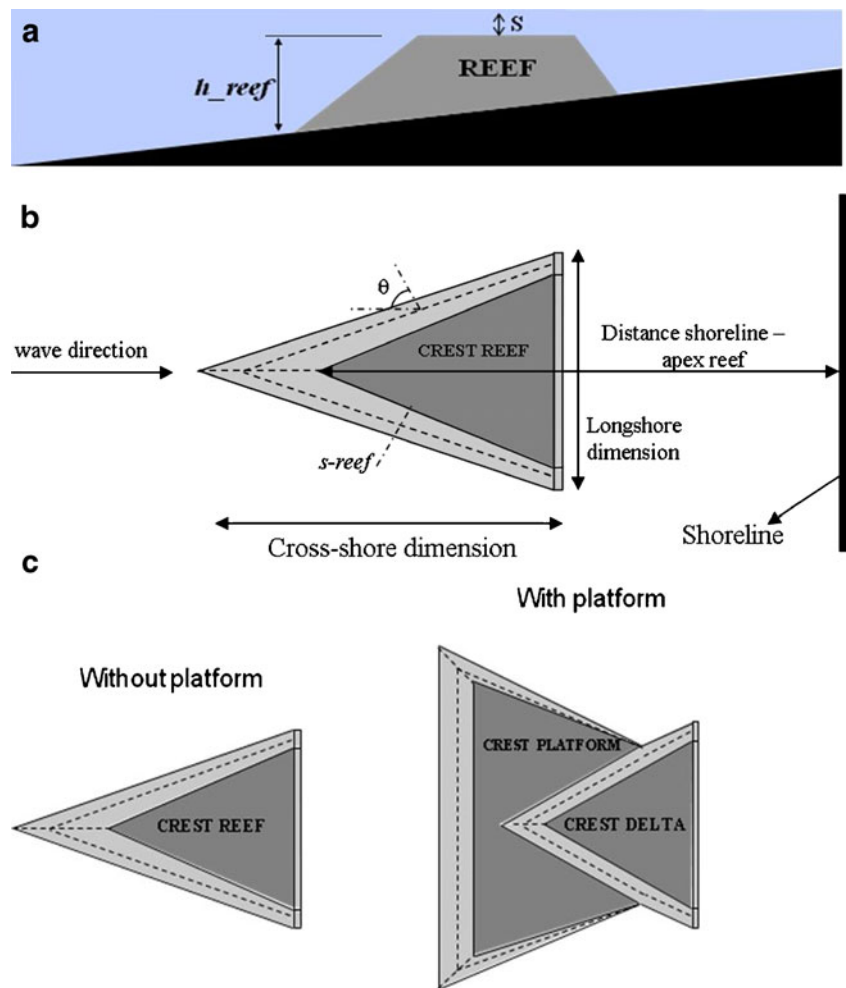 a
S
REEF
h_reef
b
θ
wave direction
CREST REEF
Distance shoreline –
apex reef
s-reef
Longshore
dimension
Cross-shore dimension
Shoreline
c
With platform
Without platform
CREST PLATFORM
CREST REEF
CREST DELTA